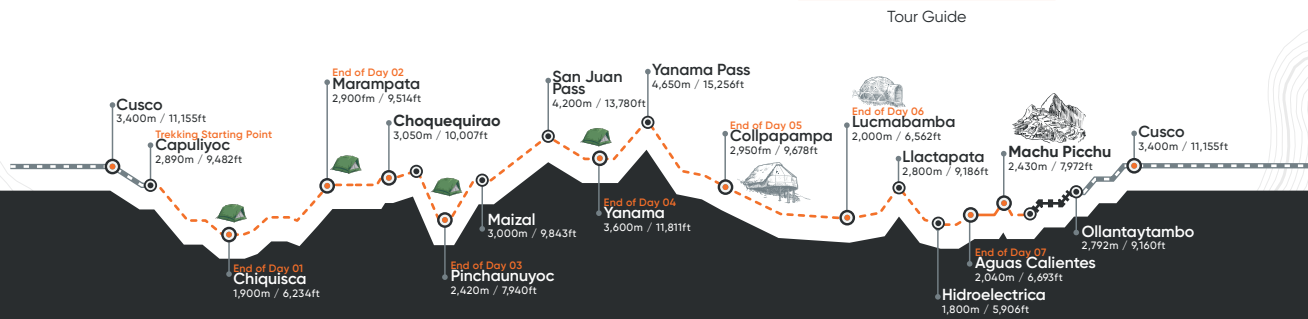 Tour Guide
Cusco
3,400m / 11,155ft
Trekking Starting Point
Capuliyoc
2,890m / 9,482ft
End of Day 01
Chiquisca
1,900m / 6,234ft
End of Day 02
Marampata
2,900fm / 9,514ft
Choquequirao
3,050m / 10,007ft
End of Day 03
Pinchaunuyoc
2,420m / 7,940ft
Maizal
3,000m / 9,843ft
San Juan
Pass
4,200m / 13,780ft
End of Day 04
Yanama
3,600m / 11,811ft
Yanama Pass
4,650m / 15,256ft
End of Day 05
Collpapampa
2,950fm / 9,678ft
End of Day 06
Lucmabamba
2,000m / 6,562ft
Llactapata
2,800m / 9,186ft
Hidroelectrica
1,800m / 5,906ft
End of Day 07
Aguas Calientes
2,040m / 6,693ft
Machu Picchu
2,430m / 7,972ft
Ollantaytambo
2,792m / 9,160ft
Cusco
3,400m / 11,155ft